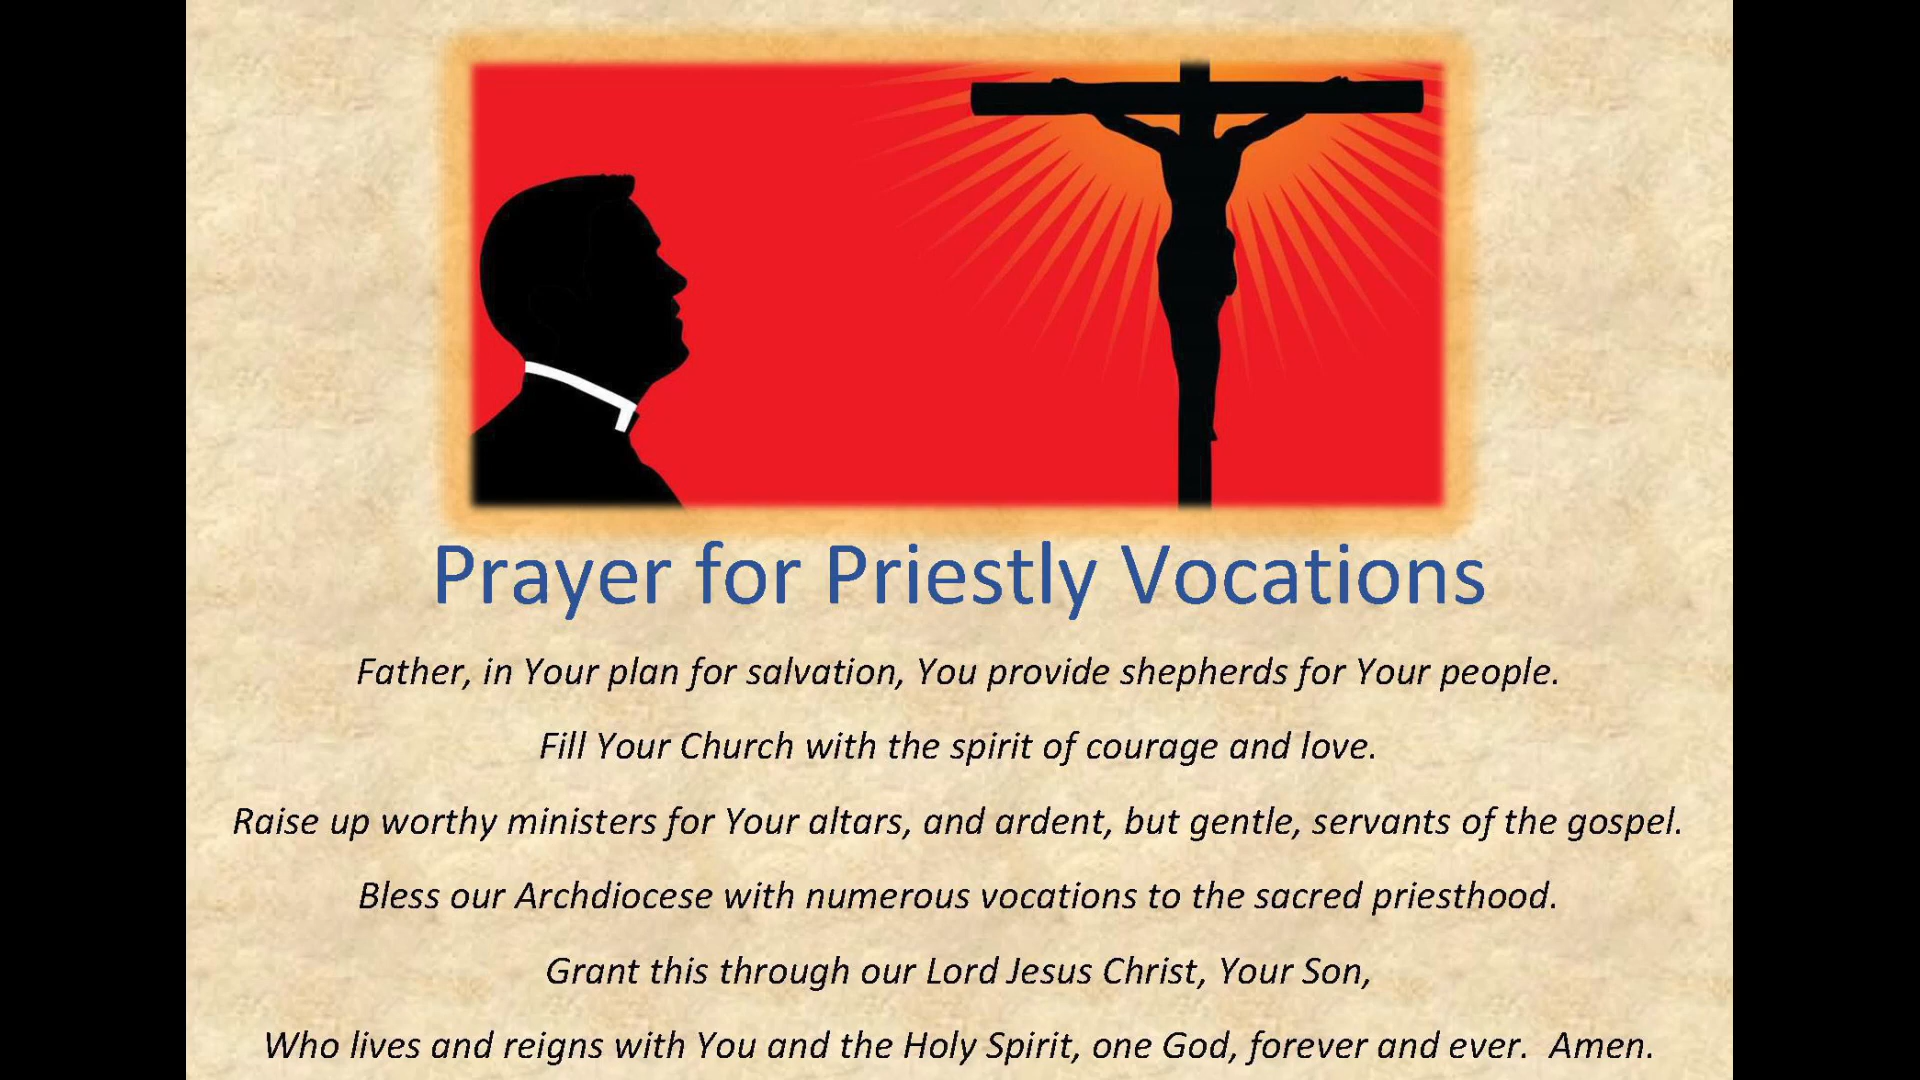 Prayer for Priestly Vocations
Father, in Your plan for salvation, You provide shepherds for Your people.
Fill Your Church with the spirit of courage and love.
Raise up worthy ministers for Your altars, and ardent, but gentle, servants of the gospel.
Bless our Archdiocese with numerous vocations to the sacred priesthood.
Grant this through our Lord Jesus Christ, Your Son,
Who lives and reigns with You and the Holy Spirit, one God, forever and ever.  Amen.